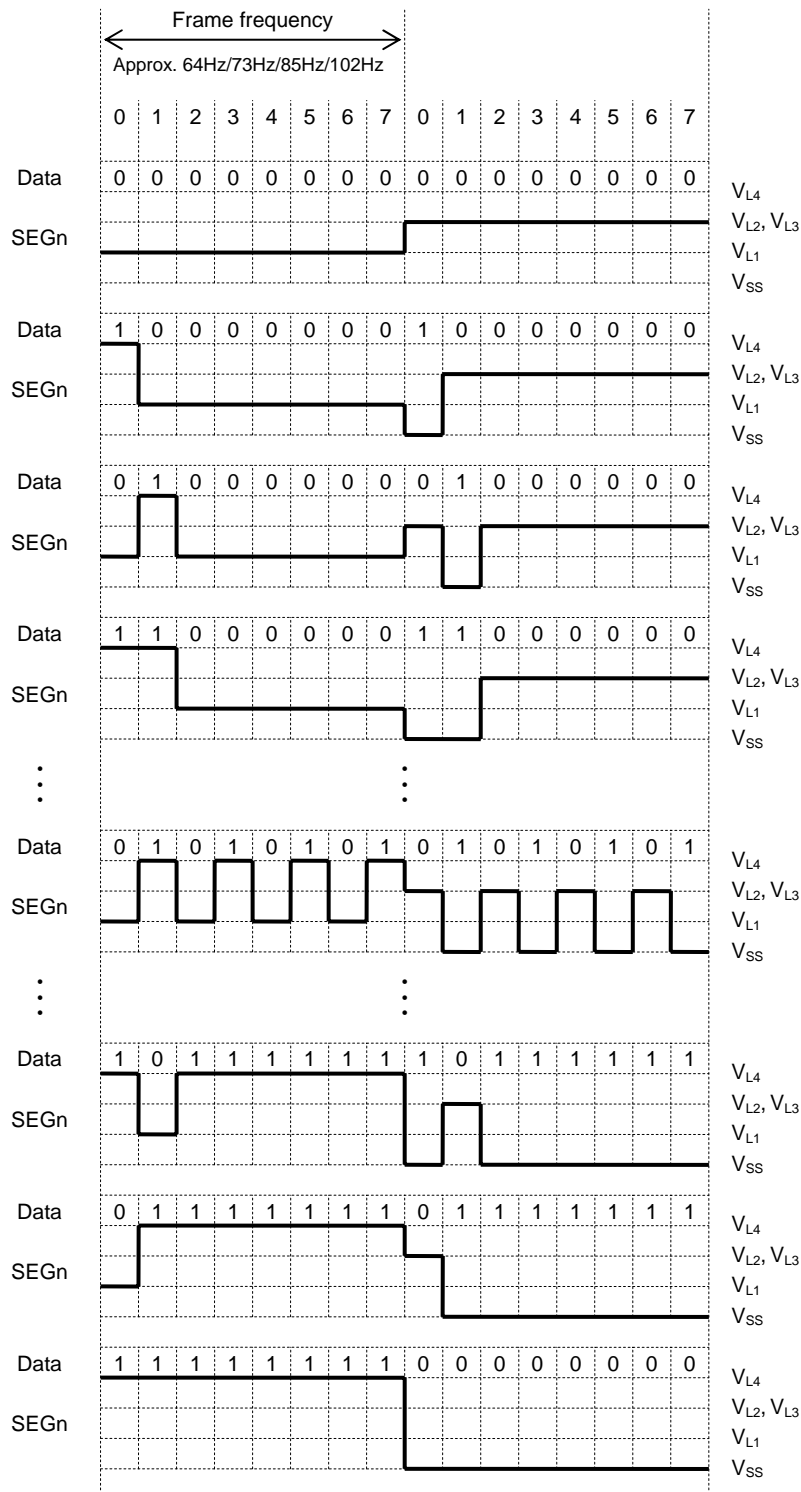 Frame frequency
Approx. 64Hz/73Hz/85Hz/102Hz
0 1 2 3 4 5 6 7 0 1 2 3 4 5 6 7
Data 0 0 0 0 0 0 0 0 0 0 0 0 0 0 0 0
VL4
VL2, VL3
SEGn
VL1
VSS
Data 1 0 0 0 0 0 0 0 1 0 0 0 0 0 0 0
VL4
VL2, VL3
SEGn
VL1
VSS
Data 0 1 0 0 0 0 0 0 0 1 0 0 0 0 0 0
VL4
VL2, VL3
SEGn
VL1
VSS
Data 1 1 0 0 0 0 0 0 1 1 0 0 0 0 0 0
VL4
VL2, VL3
SEGn
VL1
VSS
Data 0 1 0 1 0 1 0 1 0 1 0 1 0 1 0 1
VL4
VL2, VL3
SEGn
VL1
VSS
Data 1 0 1 1 1 1 1 1 1 0 1 1 1 1 1 1
VL4
VL2, VL3
SEGn
VL1
VSS
Data 0 1 1 1 1 1 1 1 0 1 1 1 1 1 1 1
VL4
VL2, VL3
SEGn
VL1
VSS
Data 1 1 1 1 1 1 1 1 0 0 0 0 0 0 0 0
VL4
VL2, VL3
SEGn
VL1
VSS